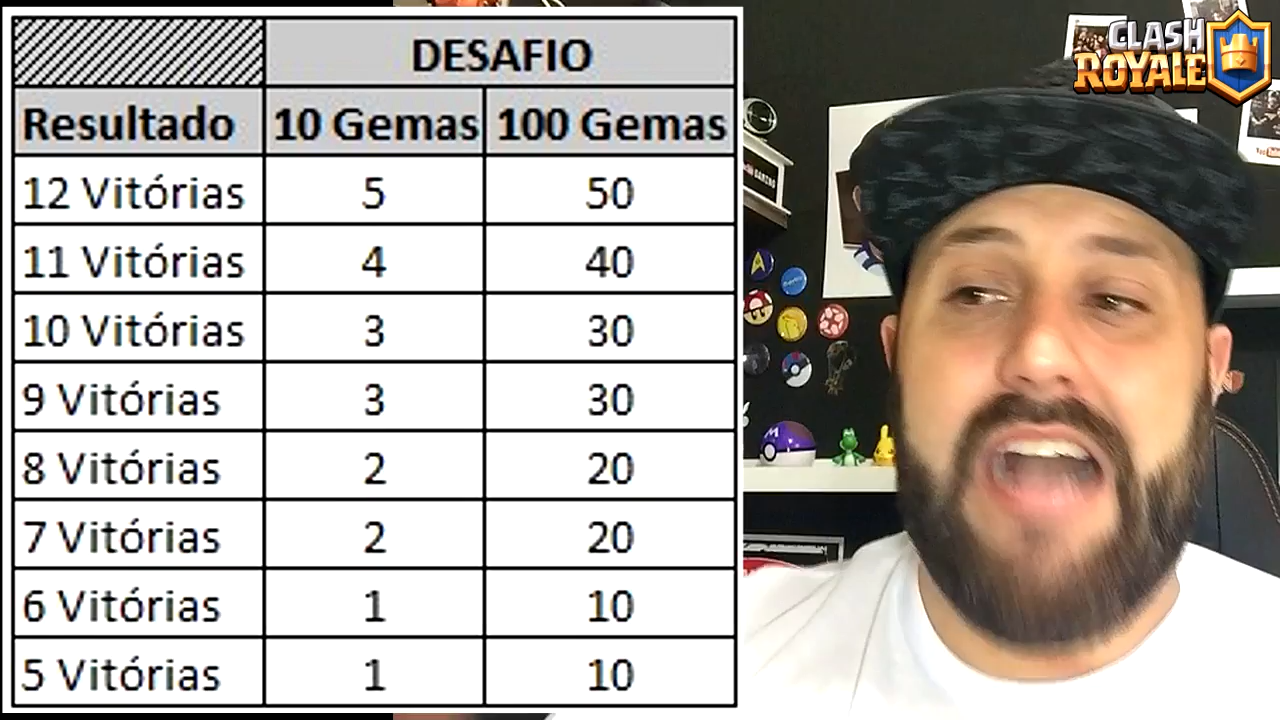 DESAFIO
Resultado 10 Gemas 100 Gemas
12 Vitórias 5 50
11 Vitórias 4 40
10 Vitórias 3 30
9 Vitórias 3 30
8 Vitórias 2 20
7 Vitórias 2 20
6 Vitórias 1 10
5 Vitórias 1 10
CLASH
ROYALE